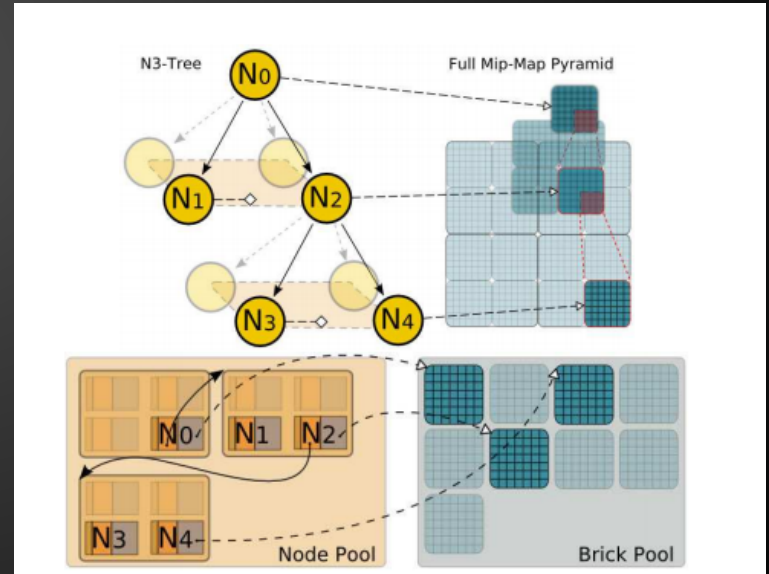 N3-Tree
Full Mip-Map Pyramid
N0
N1
N2
N3
N4
N0
N1
N2
N3
N4
Node Pool
Brick Pool